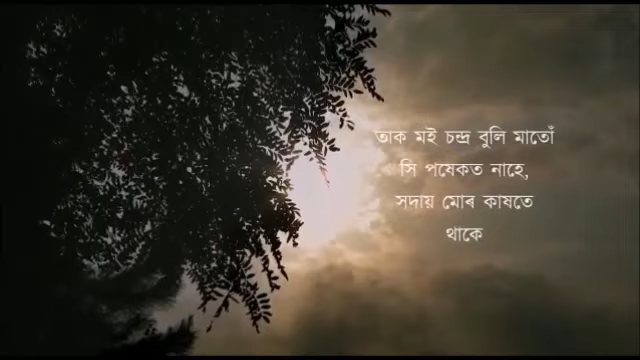 তাক মই চন্দ্ৰ বুলি মাতোঁ
সি পষেকত নাহে,
সদায় মোৰ কাষতে
থাকে